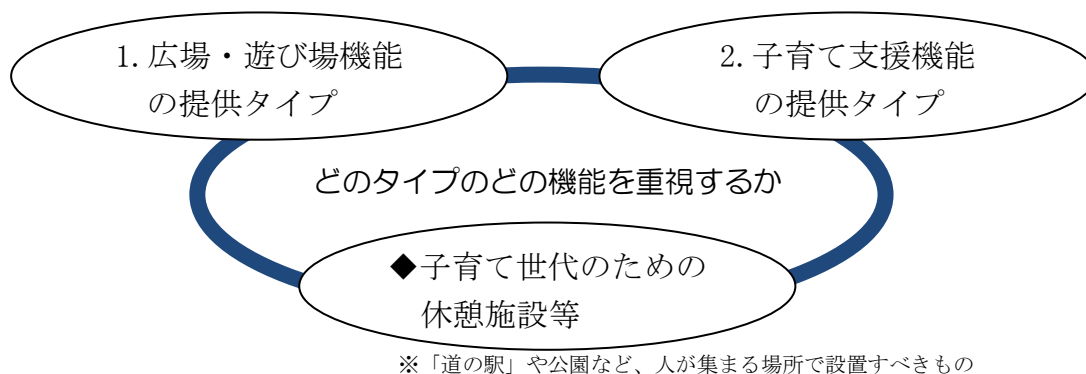 1.広場・遊び場機能
の提供タイプ
2.子育て支援機能
の提供タイプ
どのタイプのどの機能を重視するか
◆子育て世代のための
休憩施設等
※「道の駅」や公園など、人が集まる場所で設置すべきもの